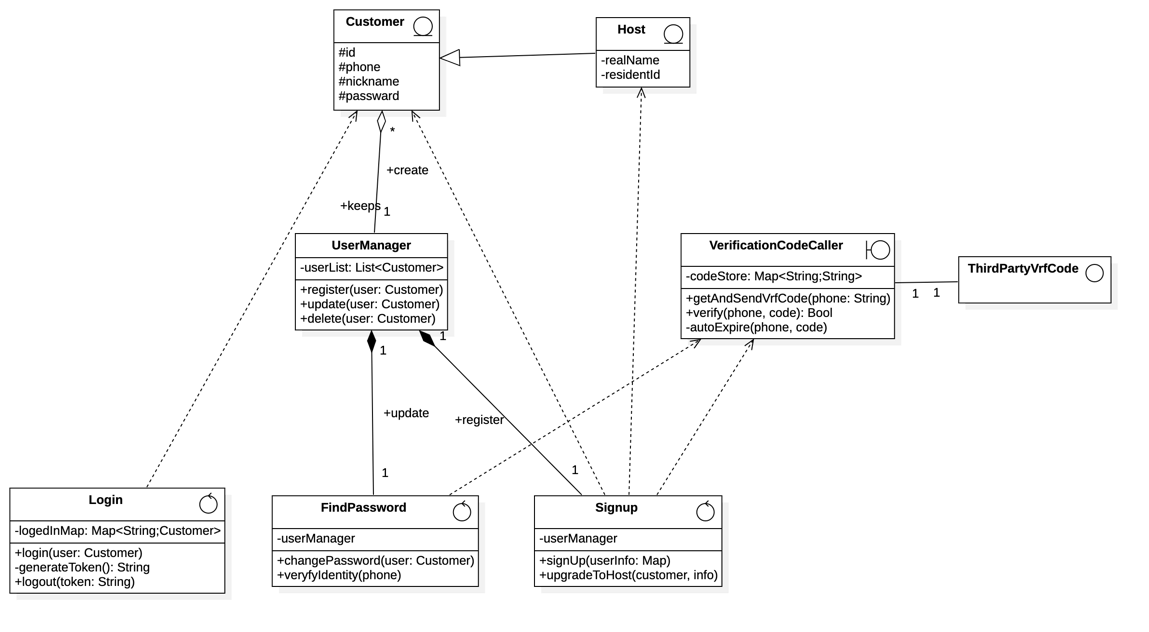 Customer
#id
#phone
#nickname
#passward
Host
-realName
-residentId
*
+create
+keeps
1
UserManager
-userList: List<Customer>
+register(user: Customer)
+update(user: Customer)
+delete(user: Customer)
VerificationCodeCaller
-codeStore: Map<String;String>
+getAndSendVrfCode(phone: String)
+verify(phone, code): Bool
-autoExpire(phone, code)
1
1
ThirdPartyVrfCode
1
1
+update
+register
1
1
Login
-logedInMap: Map<String;Customer>
+login(user: Customer)
-generateToken(): String
+logout(token: String)
FindPassword
-userManager
+changePassword(user: Customer)
+veryfyIdentity(phone)
Signup
-userManager
+signUp(userInfo: Map)
+upgradeToHost(customer, info)